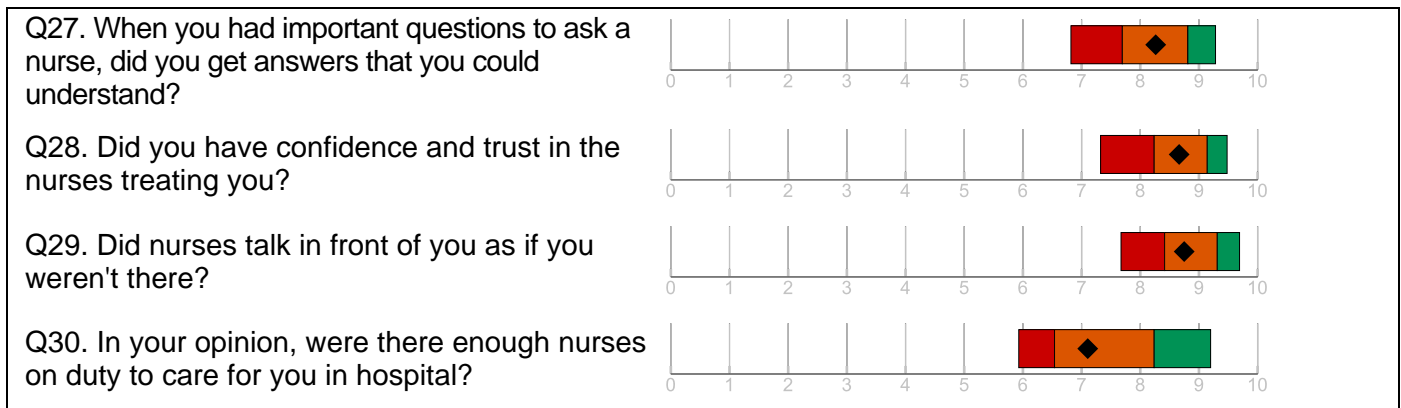 Q27. When you had important questions to ask a
nurse, did you get answers that you could
understand?
0 1 2 3 4 5 6 7 8 9 10
Q28. Did you have confidence and trust in the
nurses treating you?
0 1 2 3 4 5 6 7 8 9 10
Q29. Did nurses talk in front of you as if you
weren't there?
0 1 2 3 4 5 6 7 8 9 10
Q30. In your opinion, were there enough nurses
on duty to care for you in hospital?
0 1 2 3 4 5 6 7 8 9 10